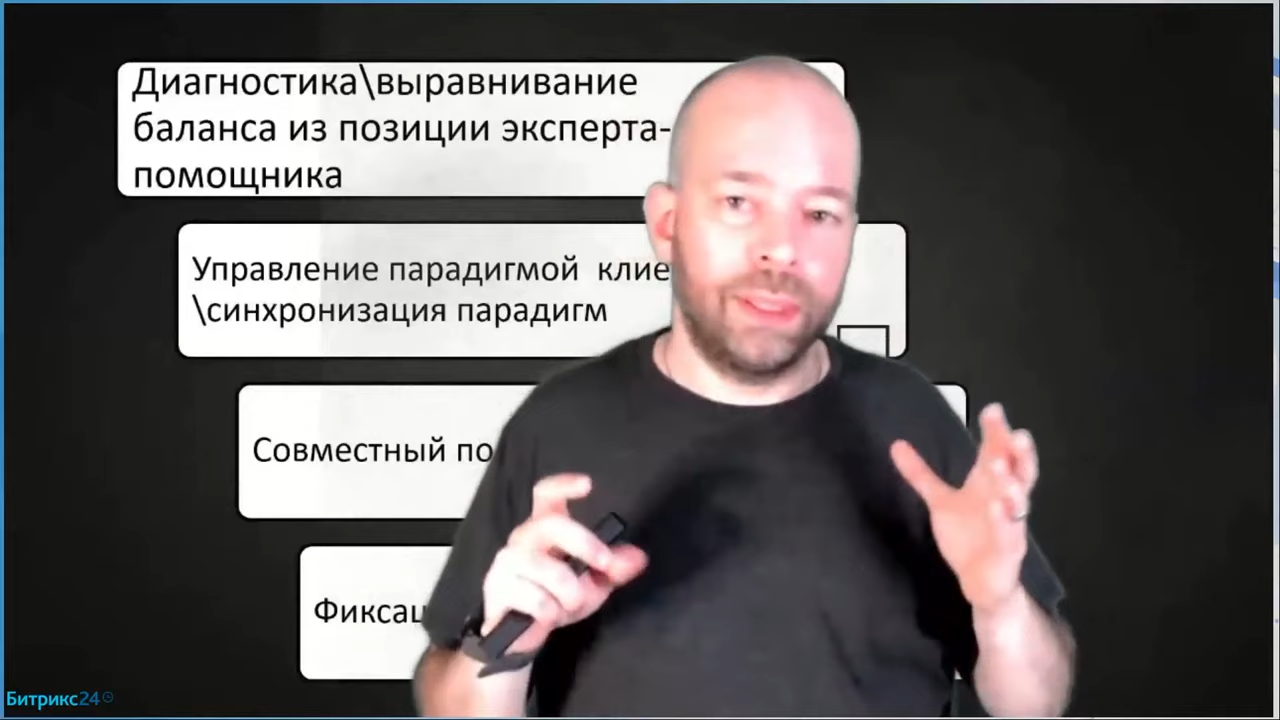 Диагностика\выравнивание
баланса из позиции эксперта-
помощника
Управление парадигмой клие
\синхронизация парадигм
Совместный по
Фиксац
Битрикс24